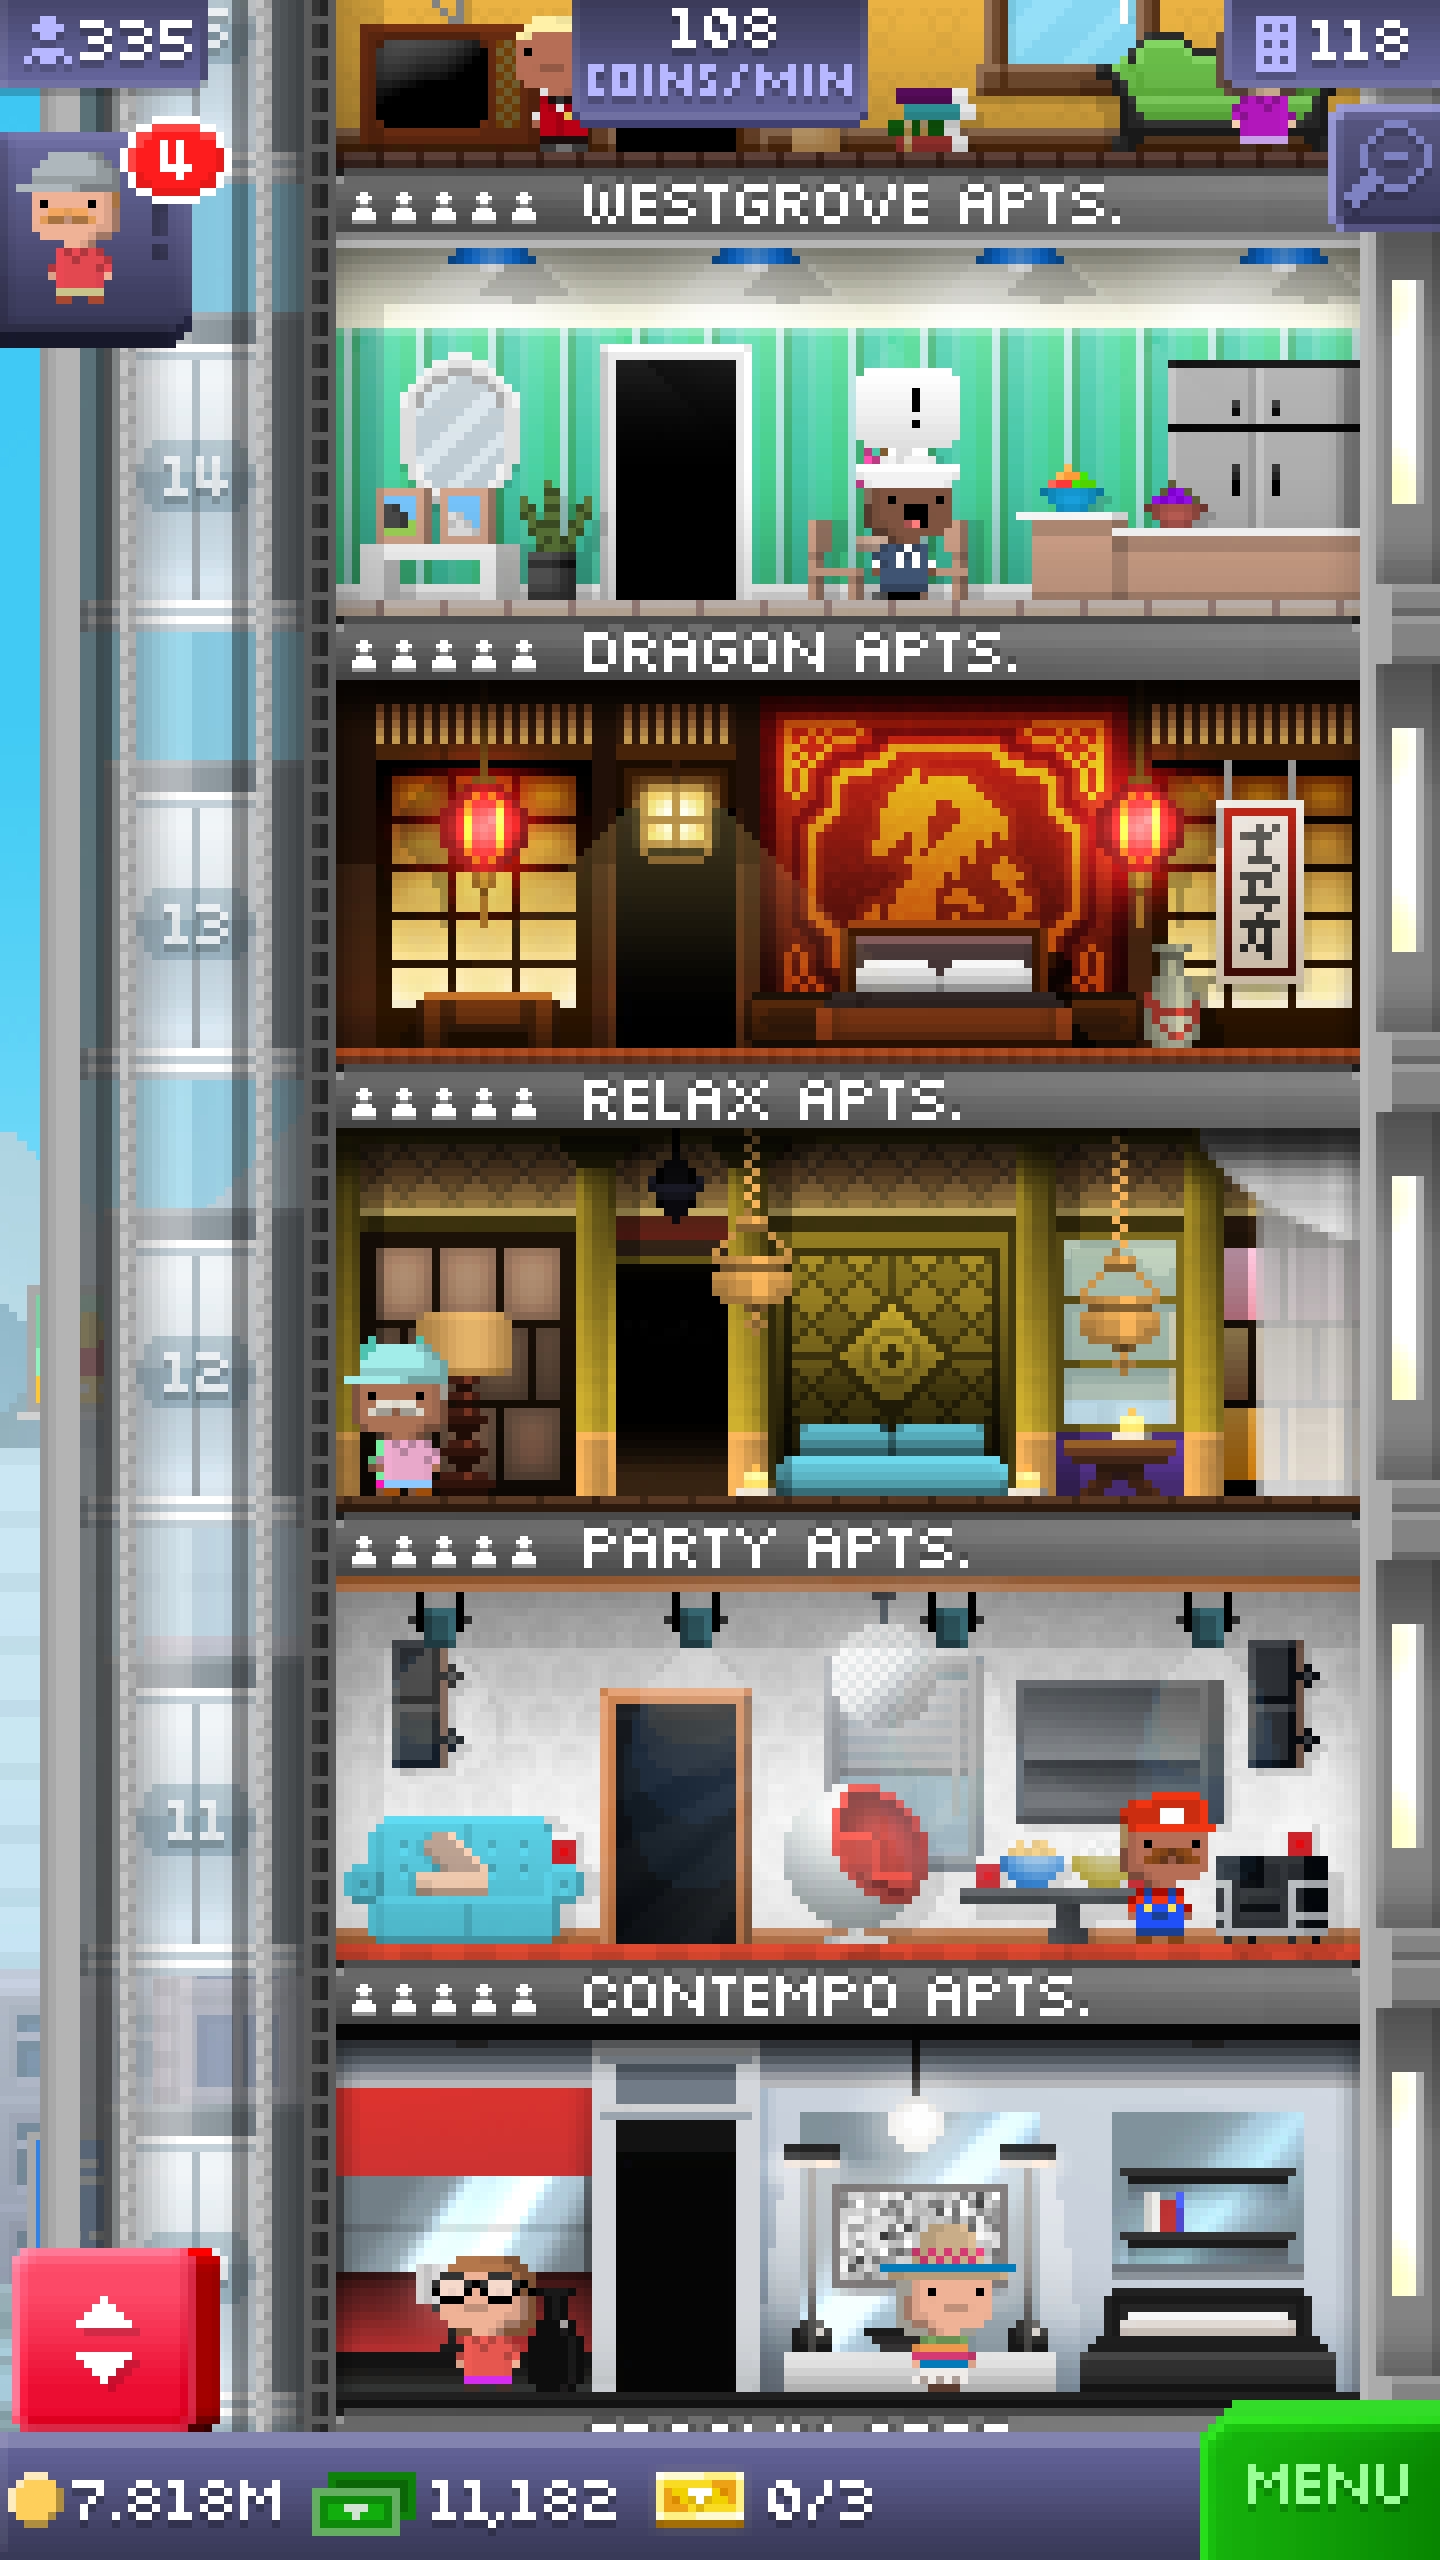 335
108
COINS/MIN
118
4
WESTGROVE APTS.
!
14
DRAGON APTS.
13
RELAX APTS.
12
PARTY APTS.
11
CONTEMPO APTS.
7.818M
11,182
0/3
MENU